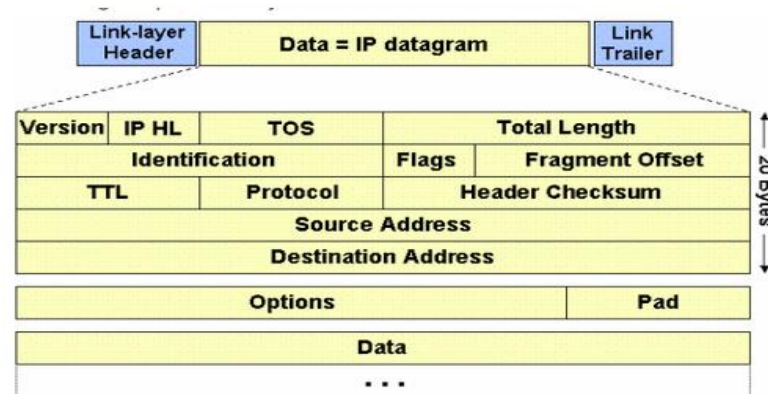 Link-layer Header Data = IP datagram Link Trailer
Version IP HL TOS Total Length
Identification Flags Fragment Offset
TTL Protocol Header Checksum
Source Address
Destination Address
20 Bytes
Options Pad
Data
...